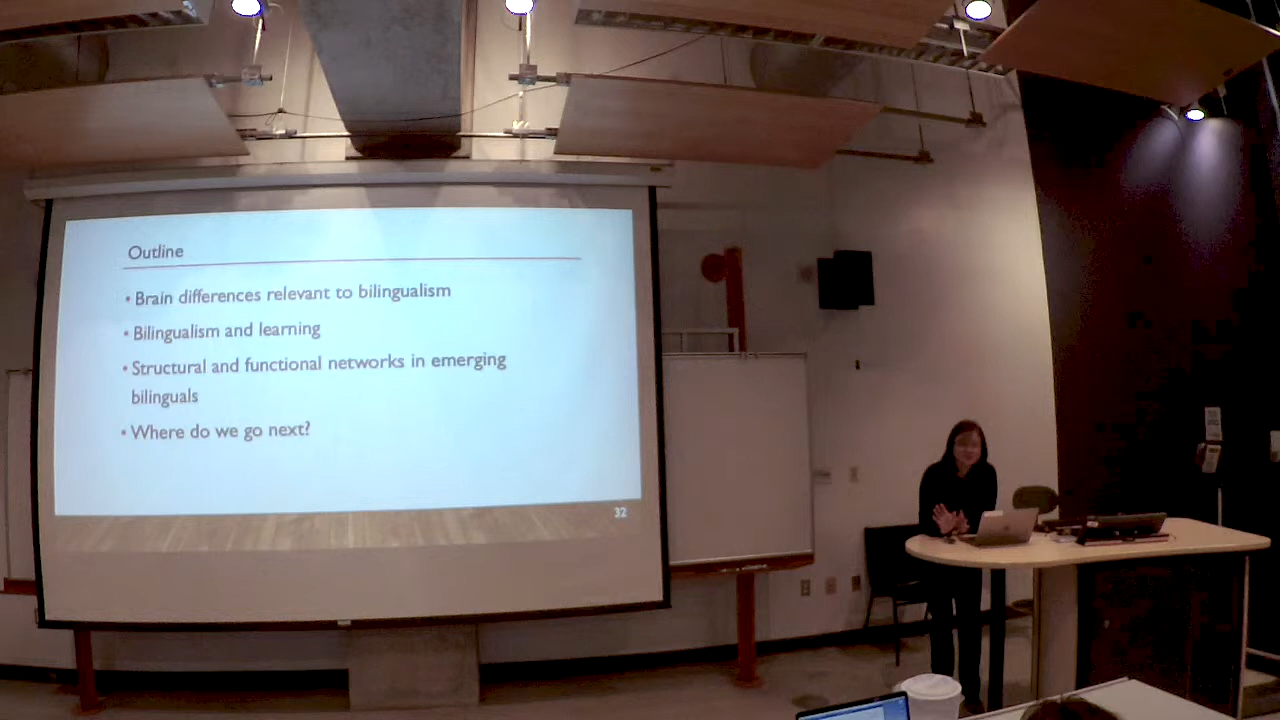 Outline
• Brain differences relevant to bilingualism
• Bilingualism and learning
• Structural and functional networks in emerging
bilinguals
• Where do we go next?
32